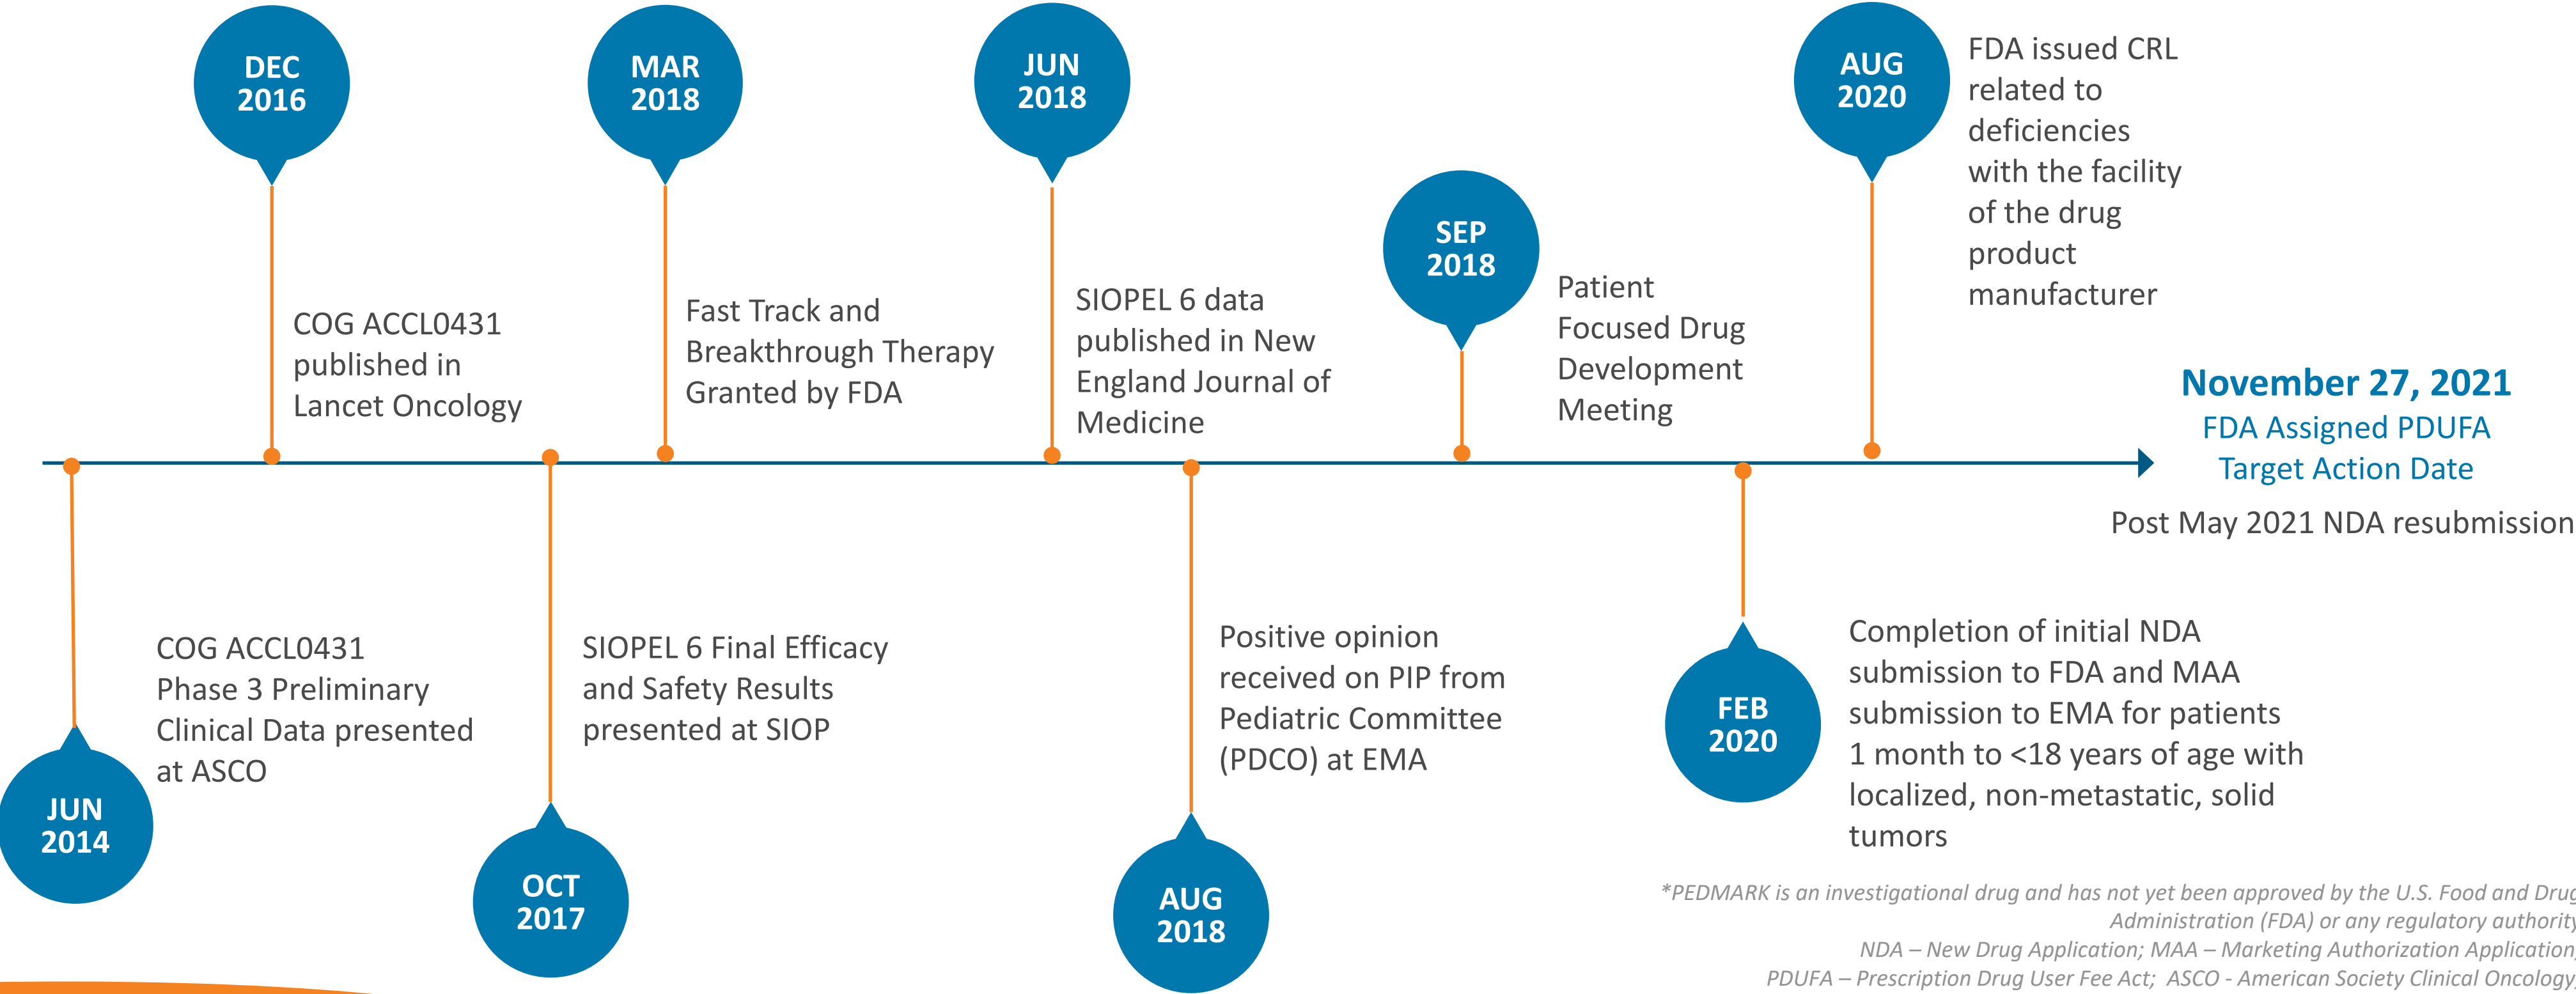 DEC
2016
COG ACCL0431
published in
Lancet Oncology
MAR
2018
Fast Track and
Breakthrough Therapy
Granted by FDA
JUN
2018
SIOPEL 6 data
published in New
England Journal of
Medicine
SEP
2018
Patient
Focused Drug
Development
Meeting
AUG
2020
FDA issued CRL
related to
deficiencies
with the facility
of the drug
product
manufacturer
November 27, 2021
FDA Assigned PDUFA
Target Action Date
Post May 2021 NDA resubmission
JUN
2014
COG ACCL0431
Phase 3 Preliminary
Clinical Data presented
at ASCO
OCT
2017
SIOPEL 6 Final Efficacy
and Safety Results
presented at SIOP
AUG
2018
Positive opinion
received on PIP from
Pediatric Committee
(PDCO) at EMA
FEB
2020
Completion of initial NDA
submission to FDA and MAA
submission to EMA for patients
1 month to <18 years of age with
localized, non-metastatic, solid
tumors
*PEDMARK is an investigational drug and has not yet been approved by the U.S. Food and Drug
Administration (FDA) or any regulatory authority
NDA – New Drug Application; MAA – Marketing Authorization Application;
PDUFA – Prescription Drug User Fee Act; ASCO - American Society Clinical Oncology